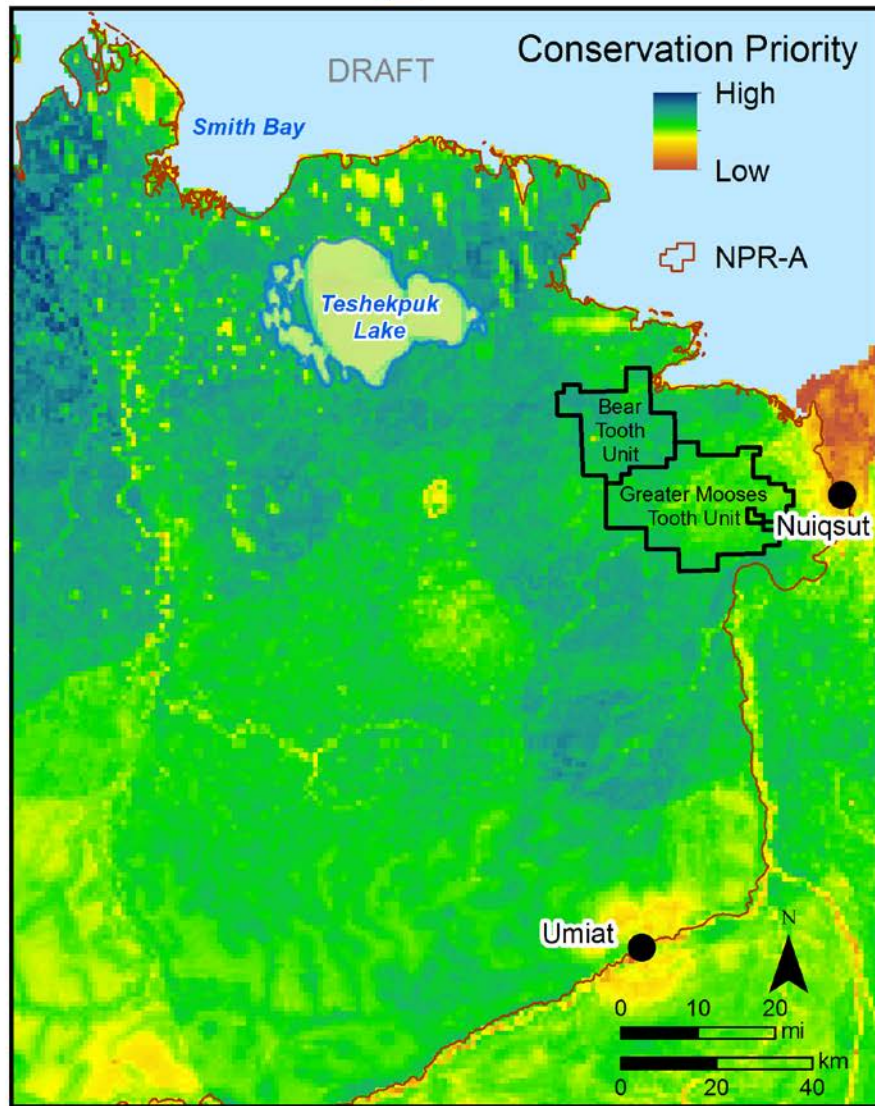 Conservation Priority
DRAFT
High
Low
NPR-A
Smith Bay
Teshekpuk
Lake
Bear
Tooth
Unit
Greater Mooses
Tooth Unit
Nuiqsut
Umiat
N
0 10 20
mi
km
0 20 40